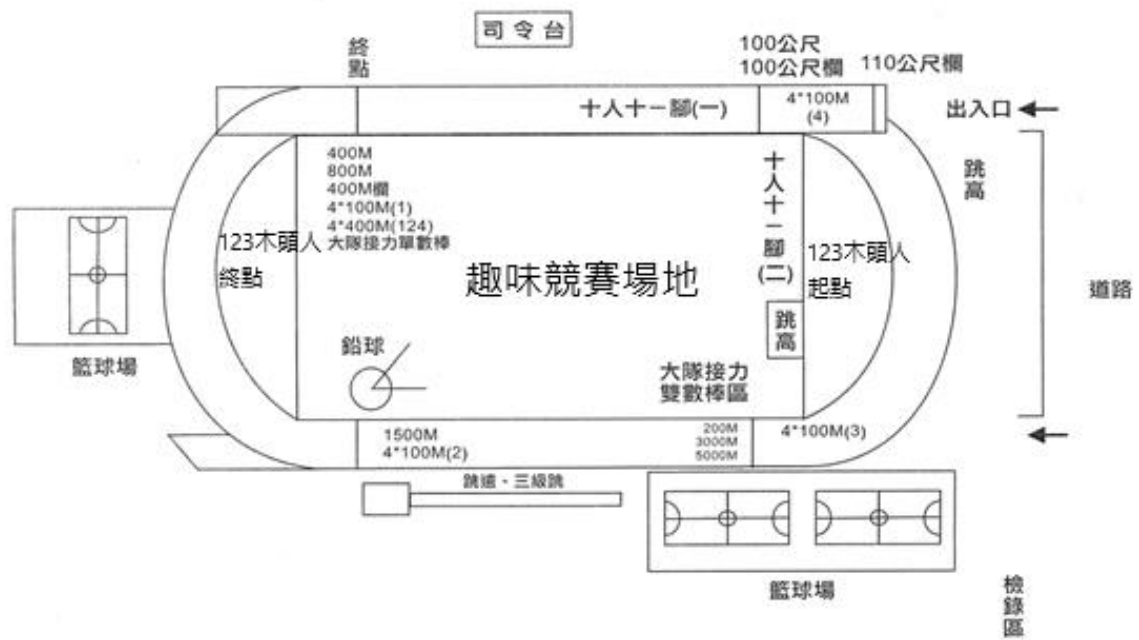 司令台
終點
100公尺
100公尺欄
110公尺欄
十人十一腳(一)
4*100M
(4)
出入口
400M
800M
400M欄
4*100M(1)
4*400M(124)
大隊接力單數棒
十人十一腳(二)
跳高
123木頭人
終點
趣味競賽場地
123木頭人
起點
道路
跳高
鉛球
籃球場
大隊接力
雙數棒區
1500M
4*100M(2)
200M
3000M
5000M
4*100M(3)
跳遠、三級跳
籃球場
檢錄區